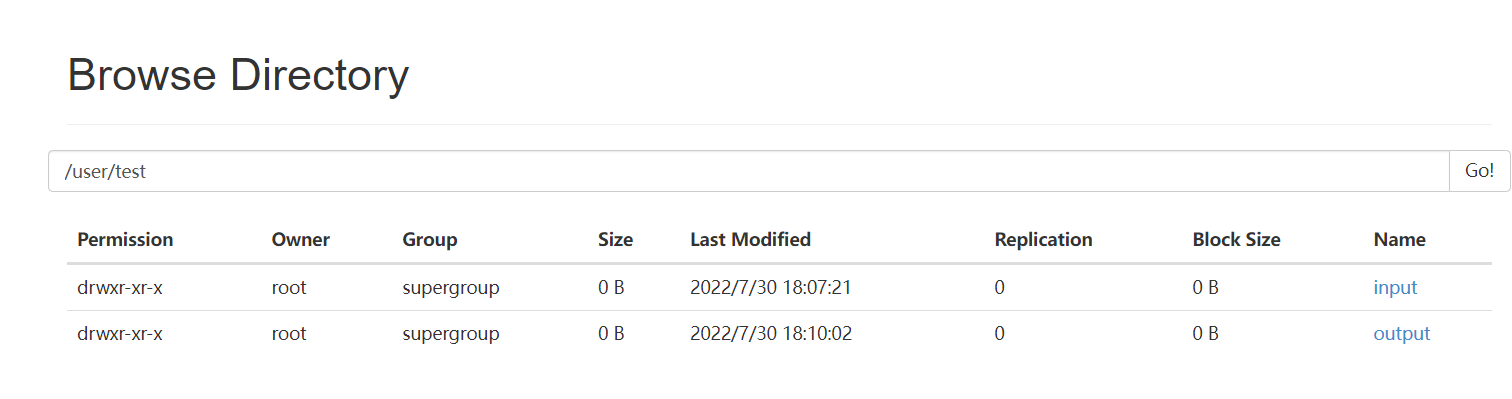 Browse Directory
/user/test Go!
Permission Owner Group Size Last Modified Replication Block Size Name
drwxr-xr-x root supergroup 0 B 2022/7/30 18:07:21 0 0 B input
drwxr-xr-x root supergroup 0 B 2022/7/30 18:10:02 0 0 B output